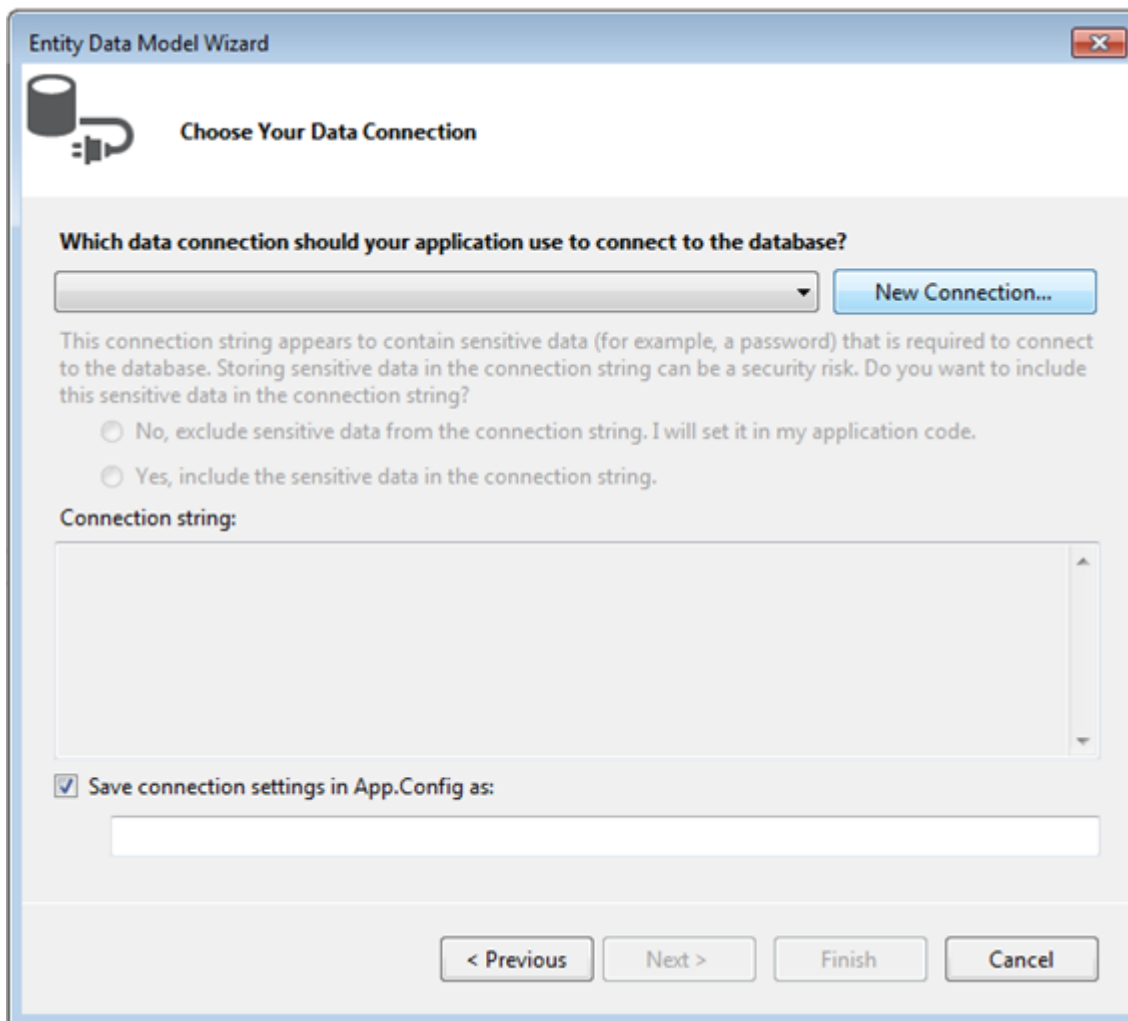 Entity Data Model Wizard
Choose Your Data Connection
Which data connection should your application use to connect to the database?
New Connection...
This connection string appears to contain sensitive data (for example, a password) that is required to connect
to the database. Storing sensitive data in the connection string can be a security risk. Do you want to include
this sensitive data in the connection string?
No, exclude sensitive data from the connection string. I will set it in my application code.
Yes, include the sensitive data in the connection string.
Connection string:
Save connection settings in App.Config as:
< Previous
Next >
Finish
Cancel